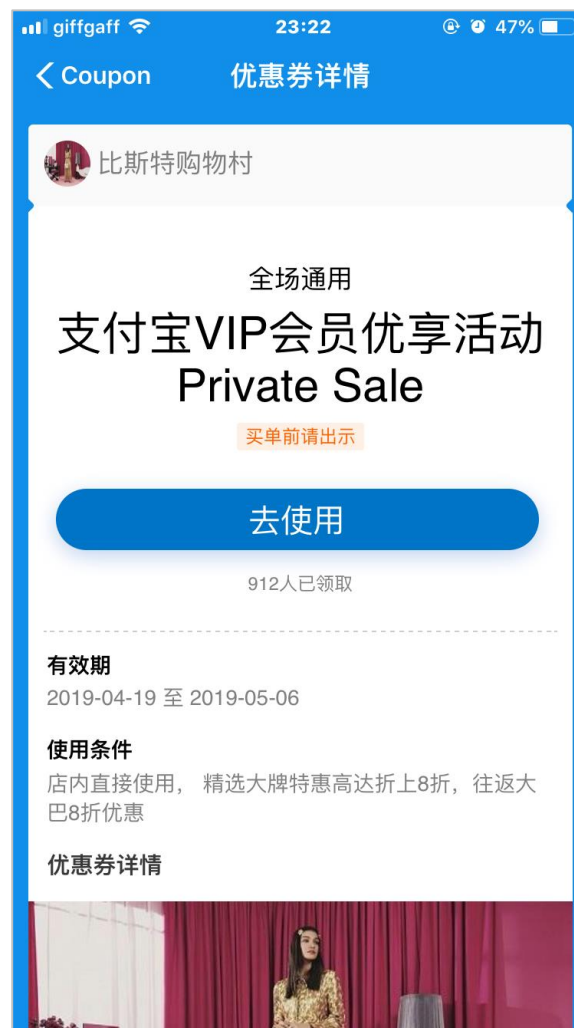 giffgaff 23:22 47%
Coupon 优惠券详情
比斯特购物村
全场通用
支付宝VIP会员优享活动
Private Sale
买单前请出示
去使用
912人已领取
有效期
2019-04-19 至 2019-05-06
使用条件
店内直接使用， 精选大牌特惠高达折上8折，往返大
巴8折优惠
优惠券详情